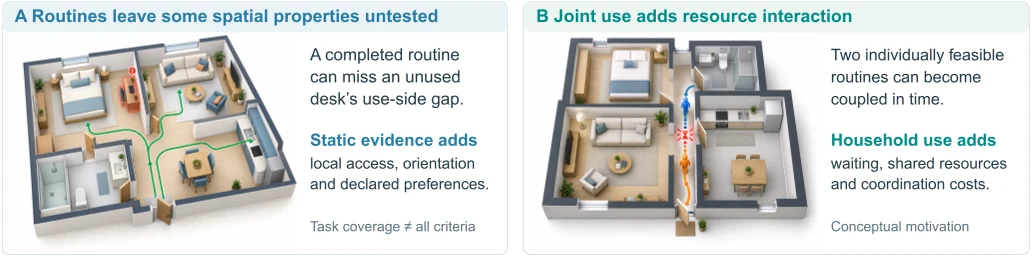 A Routines leave some spatial properties untested
A completed routine
can miss an unused
desk's use-side gap.
Static evidence adds
local access, orientation
and declared preferences.
Task coverage ≠ all criteria
B Joint use adds resource interaction
Two individually feasible
routines can become
coupled in time.
Household use adds
waiting, shared resources
and coordination costs.
Conceptual motivation